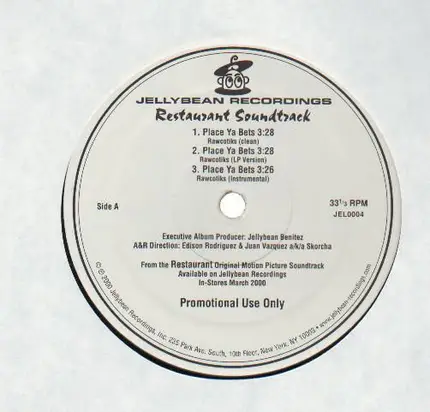 JELLYBEAN RECORDINGS
Restaurant Soundtrack
1. Place Ya Bets 3:28
Rawcotiks (clean)
2. Place Ya Bets 3:28
Rawcotiks (LP Version)
3. Place Ya Bets 3:26
Rawcotiks (Instrumental)
Side A
33⅓ RPM
JEL0004
Executive Album Producer: Jellybean Benitez
A&R Direction: Edison Rodriguez & Juan Vazquez a/k/a Skorcha
From the Restaurant Original Motion Picture Soundtrack
Available on Jellybean Recordings
In-Stores March 2000
Promotional Use Only
℗ © 2000 Jellybean Recordings, Inc. 235 Park Ave. South, 10th Floor, New York, NY 10003 • www.jellybean-recordings.com